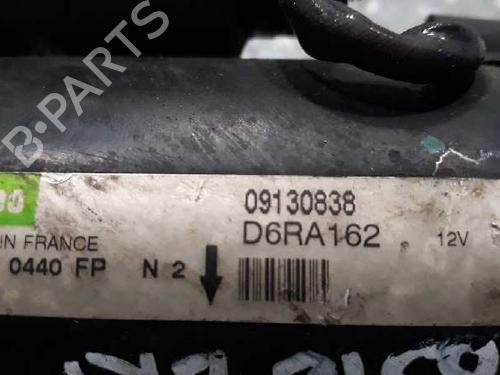 B-PARTS
09130838
D6RA162 12V
IN FRANCE
0440 FP N 2